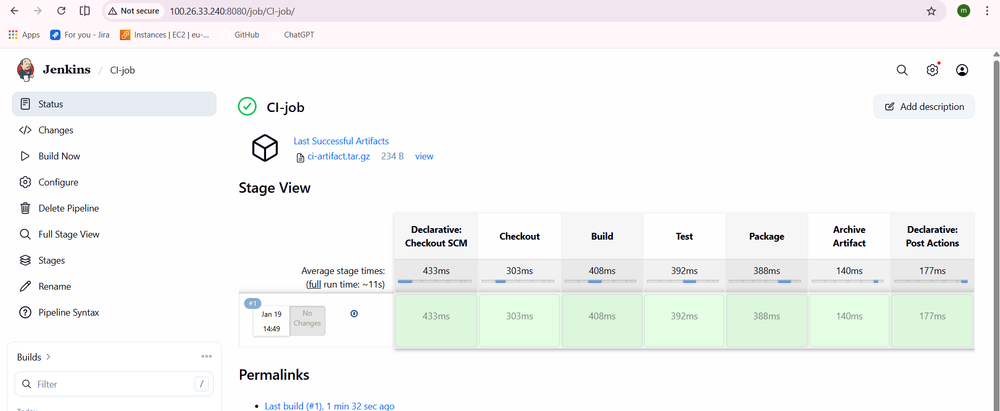 Not secure 100.26.33.240:8080/job/CI-job/
m
Apps For you - Jira Instances | EC2 | eu-... GitHub ChatGPT
Jenkins / CI-job
Status
Changes
Build Now
Configure
Delete Pipeline
Full Stage View
Stages
Rename
Pipeline Syntax
Builds
Filter /
Today
CI-job
Add description
Last Successful Artifacts
ci-artifact.tar.gz 234 B view
Stage View
Declarative: Checkout SCM
Checkout
Build
Test
Package
Archive Artifact
Declarative: Post Actions
Average stage times:
(full run time: ~11s)
433ms 303ms 408ms 392ms 388ms 140ms 177ms
#1
Jan 19
14:49
No Changes
433ms 303ms 408ms 392ms 388ms 140ms 177ms
Permalinks
Last build (#1), 1 min 32 sec ago